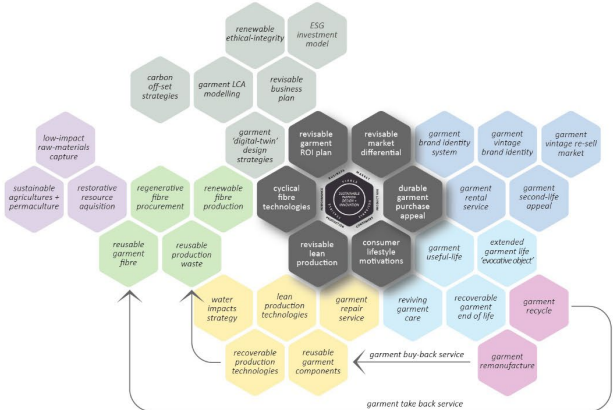 renewable
ethical-integrity
ESG
investment
model
carbon
off-set
strategies
garment LCA
modelling
revisable
business
plan
low-impact
raw-materials
capture
garment
'digital-twin'
design
strategies
revisable
garment
ROI plan
revisable
market
differential
garment
brand identity
system
garment
vintage
brand identity
garment
vintage re-sell
market
sustainable
agricultures +
permaculture
restorative
resource
aquisition
regenerative
fibre
procurement
renewable
fibre
production
cyclical
fibre
technologies
SUSTAINABLE
FASHION
DESIGN +
INNOVATION
durable
garment
purchase
appeal
garment
rental
service
garment
second-life
appeal
reusable
garment
fibre
reusable
production
waste
revisable
lean
production
consumer
lifestyle
motivations
garment
useful-life
extended
garment life
'evocative object'
water
impacts
strategy
lean
production
technologies
garment
repair
service
reviving
garment
care
recoverable
garment
end of life
garment
recycle
recoverable
production
technologies
reusable
garment
components
garment buy-back service
garment
remanufacture
garment take back service